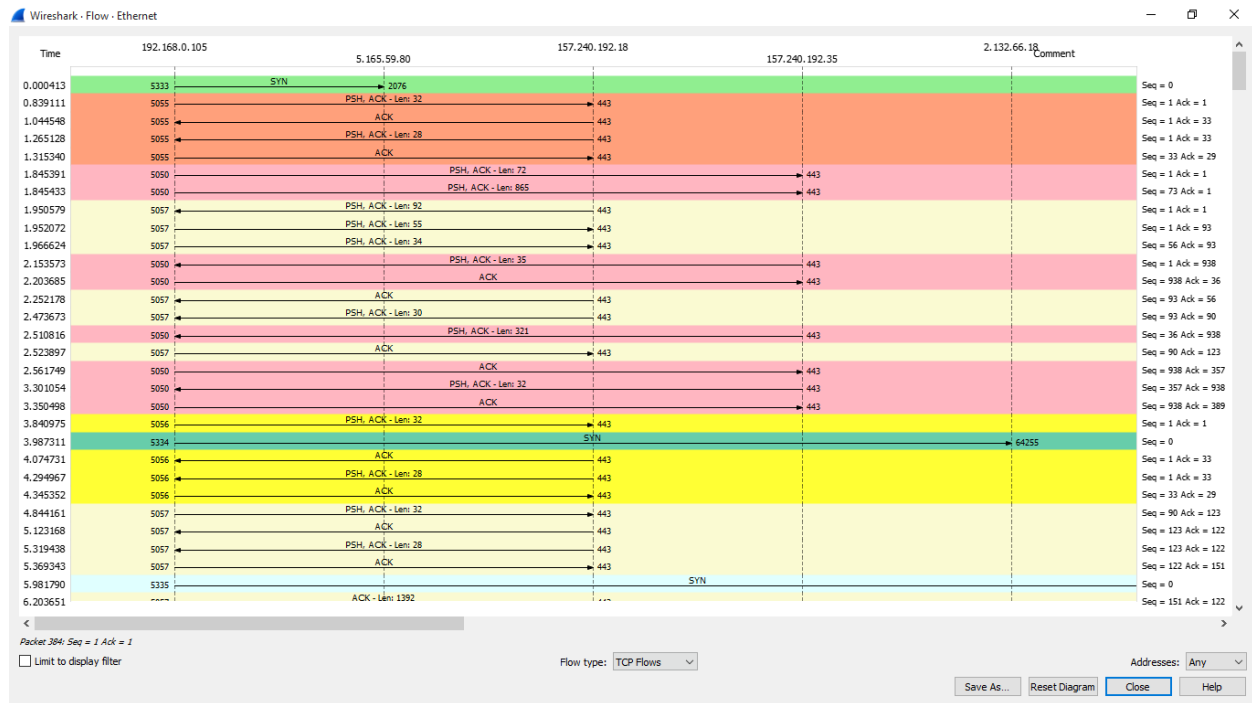 Wireshark · Flow · Ethernet
Time 192.168.0.105 5.165.59.80 157.240.192.18 157.240.192.35 2.132.66.18 Comment
0.000413 5333 SYN 2076 Seq = 0
0.839111 5055 PSH, ACK - Len: 32 443 Seq = 1 Ack = 1
1.044548 5055 ACK 443 Seq = 1 Ack = 33
1.265128 5055 PSH, ACK - Len: 28 443 Seq = 1 Ack = 33
1.315340 5055 ACK 443 Seq = 33 Ack = 29
1.845391 5050 PSH, ACK - Len: 72 443 Seq = 1 Ack = 1
1.845433 5050 PSH, ACK - Len: 865 443 Seq = 73 Ack = 1
1.950579 5057 PSH, ACK - Len: 92 443 Seq = 1 Ack = 1
1.952072 5057 PSH, ACK - Len: 55 443 Seq = 1 Ack = 93
1.966624 5057 PSH, ACK - Len: 34 443 Seq = 56 Ack = 93
2.153573 5050 PSH, ACK - Len: 35 443 Seq = 1 Ack = 938
2.203685 5050 ACK 443 Seq = 938 Ack = 36
2.252178 5057 ACK 443 Seq = 93 Ack = 56
2.473673 5057 PSH, ACK - Len: 30 443 Seq = 93 Ack = 90
2.510816 5050 PSH, ACK - Len: 321 443 Seq = 36 Ack = 938
2.523897 5057 ACK 443 Seq = 90 Ack = 123
2.561749 5050 ACK 443 Seq = 938 Ack = 357
3.301054 5050 PSH, ACK - Len: 32 443 Seq = 357 Ack = 938
3.350498 5050 ACK 443 Seq = 938 Ack = 389
3.840975 5056 PSH, ACK - Len: 32 443 Seq = 1 Ack = 1
3.987311 5334 SYN 64255 Seq = 0
4.074731 5056 ACK 443 Seq = 1 Ack = 33
4.294967 5056 PSH, ACK - Len: 28 443 Seq = 1 Ack = 33
4.345352 5056 ACK 443 Seq = 33 Ack = 29
4.844161 5057 PSH, ACK - Len: 32 443 Seq = 90 Ack = 123
5.123168 5057 ACK 443 Seq = 123 Ack = 122
5.319438 5057 PSH, ACK - Len: 28 443 Seq = 123 Ack = 122
5.369343 5057 ACK 443 Seq = 122 Ack = 151
5.981790 5335 SYN Seq = 0
6.203651 ACK - Len: 1392 Seq = 151 Ack = 122
Packet 384: Seq = 1 Ack = 1
Limit to display filter Flow type: TCP Flows Addresses: Any
Save As... Reset Diagram Close Help